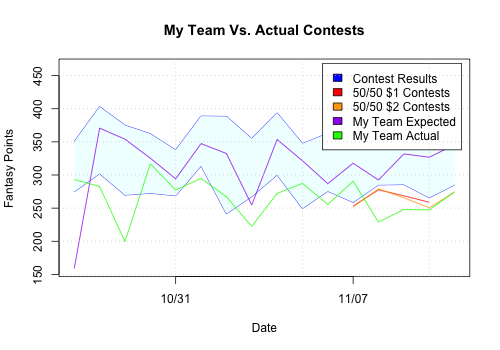 My Team Vs. Actual Contests
Fantasy Points
450
400
350
300
250
200
150
Contest Results
50/50 $1 Contests
50/50 $2 Contests
My Team Expected
My Team Actual
10/31
11/07
Date